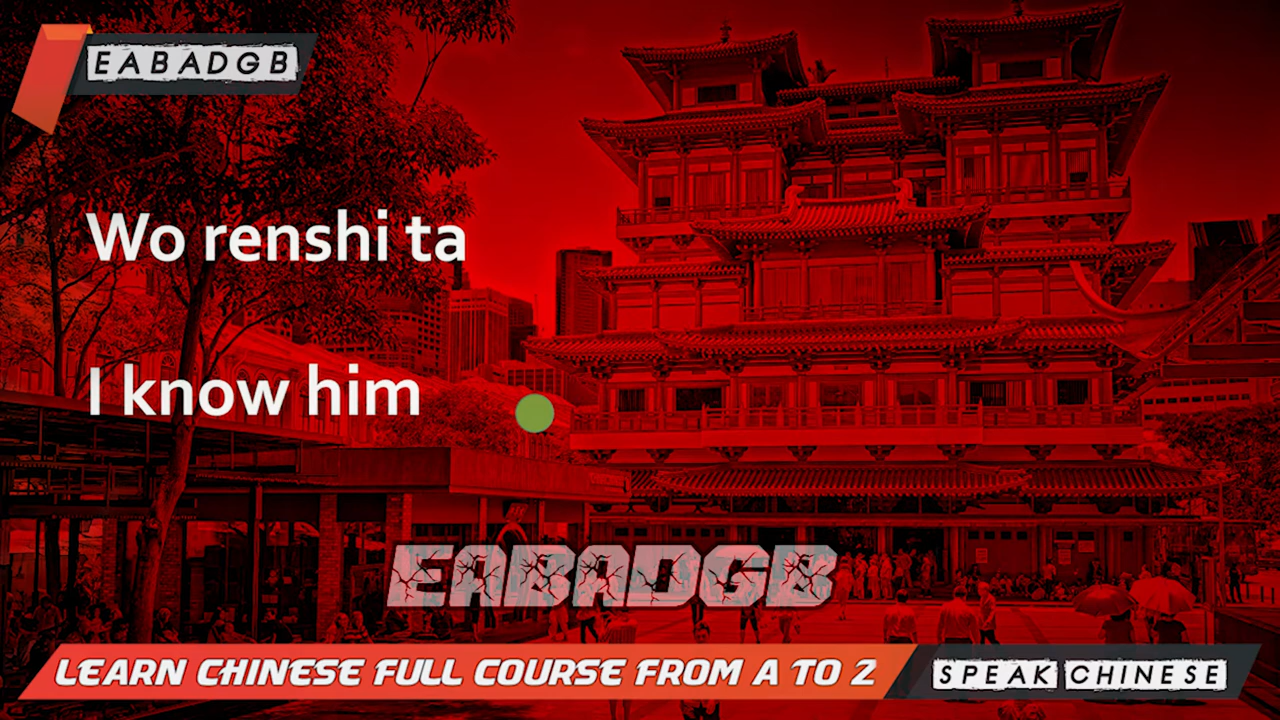 EABADGB
Wo renshi ta
I know him
EABADGB
LEARN CHINESE FULL COURSE FROM A TO Z
SPEAK CHINESE